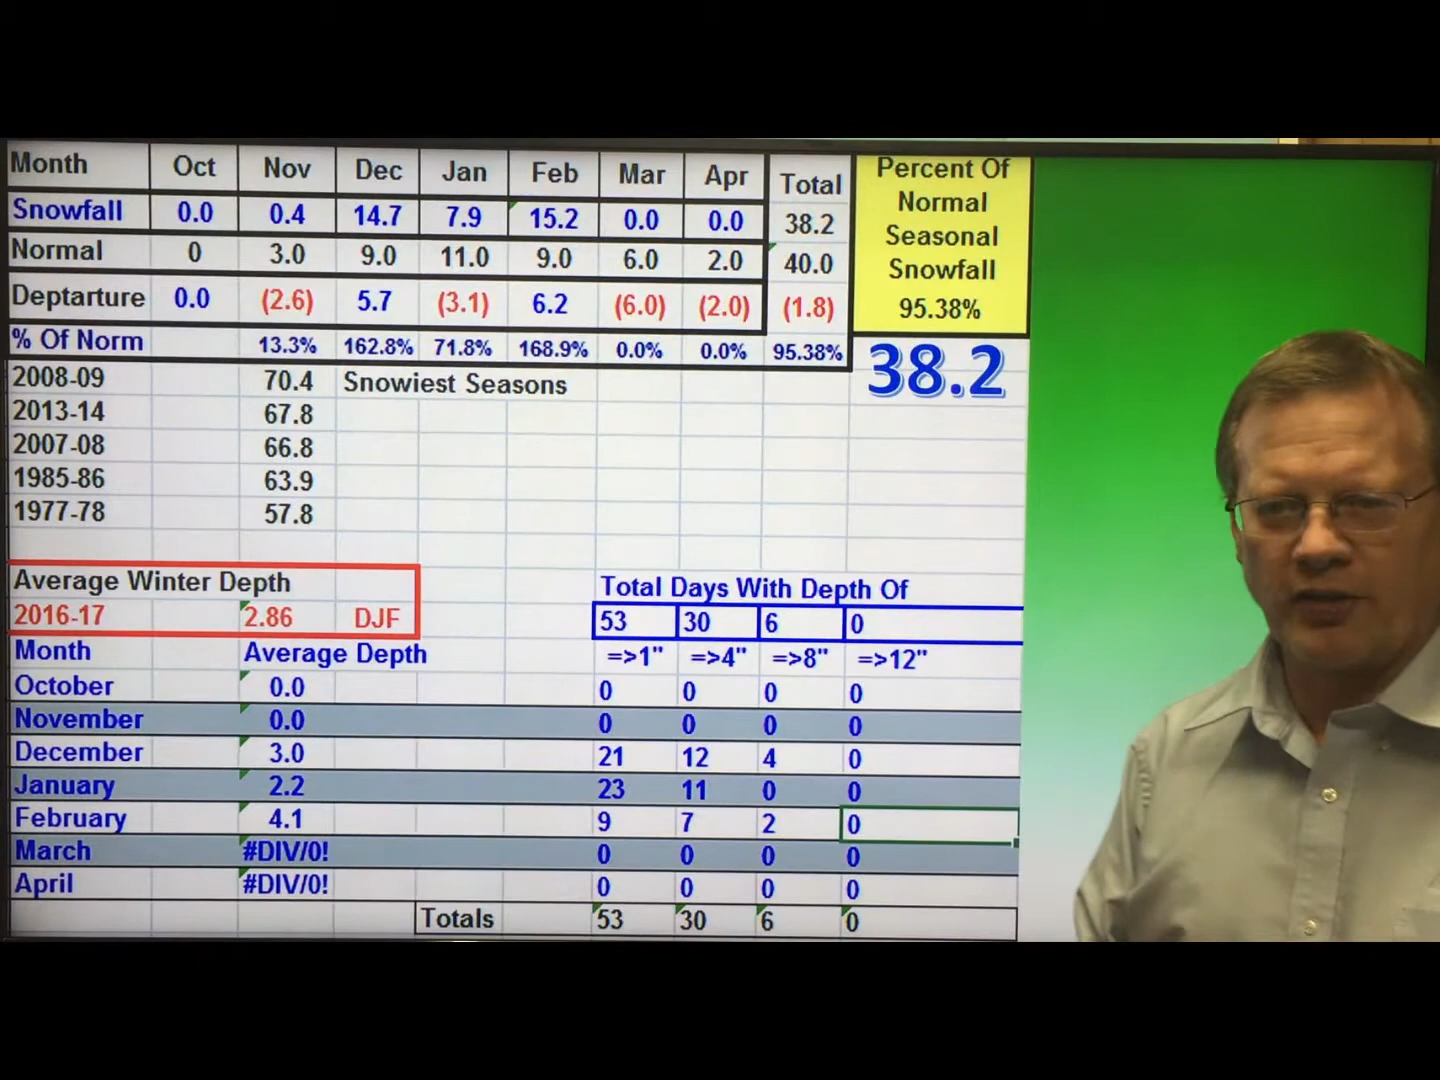 Month Oct Nov Dec Jan Feb Mar Apr Total
Snowfall 0.0 0.4 14.7 7.9 15.2 0.0 0.0 38.2
Normal 0 3.0 9.0 11.0 9.0 6.0 2.0 40.0
Deptarture 0.0 (2.6) 5.7 (3.1) 6.2 (6.0) (2.0) (1.8)
% Of Norm 13.3% 162.8% 71.8% 168.9% 0.0% 0.0% 95.38%
Percent Of
Normal
Seasonal
Snowfall
95.38%
38.2
2008-09 70.4 Snowiest Seasons
2013-14 67.8
2007-08 66.8
1985-86 63.9
1977-78 57.8
Average Winter Depth
2016-17 2.86 DJF
Total Days With Depth Of
53 30 6 0
Month Average Depth =>1" =>4" =>8" =>12"
October 0.0 0 0 0 0
November 0.0 0 0 0 0
December 3.0 21 12 4 0
January 2.2 23 11 0 0
February 4.1 9 7 2 0
March #DIV/0! 0 0 0 0
April #DIV/0! 0 0 0 0
Totals 53 30 6 0